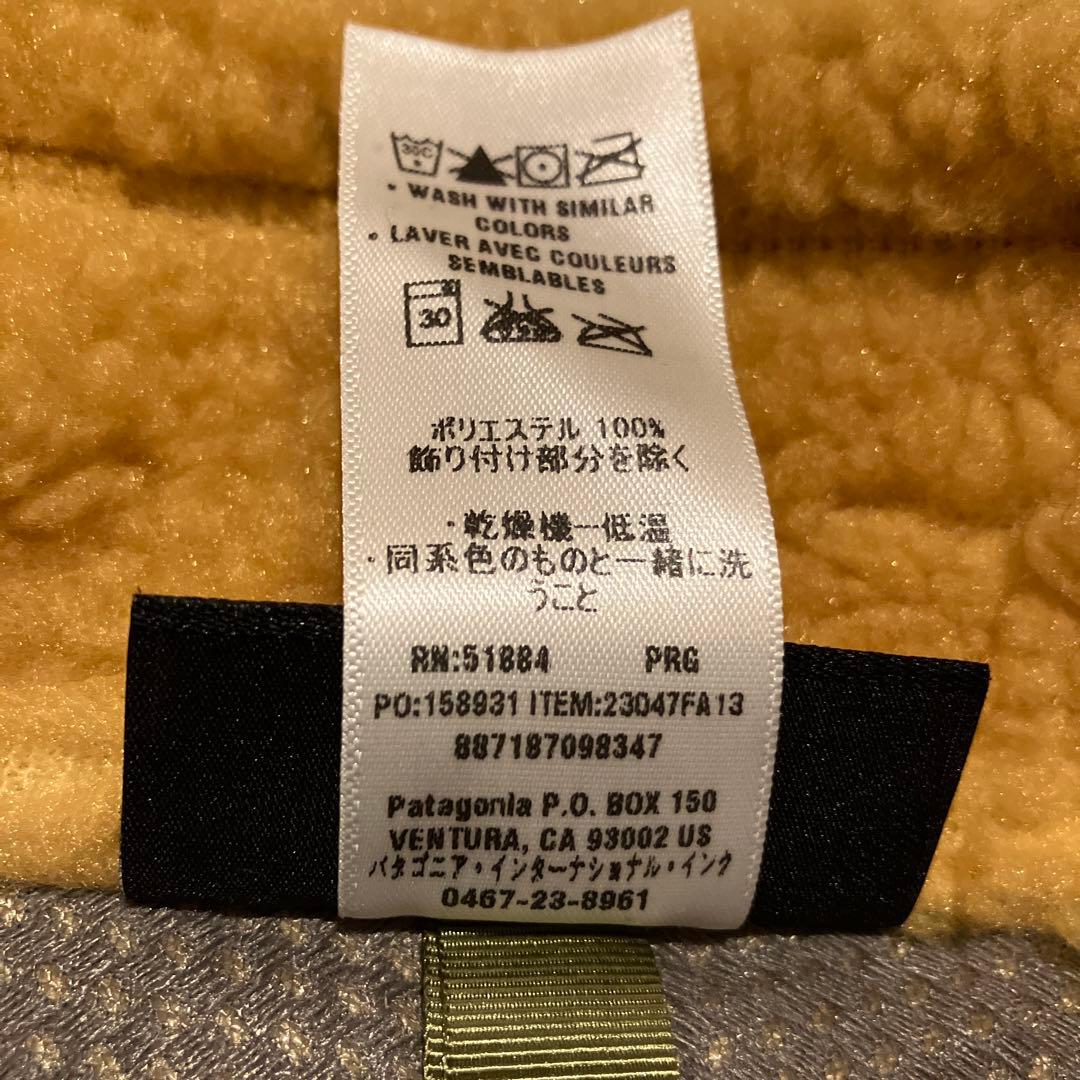 30C
• WASH WITH SIMILAR
COLORS
• LAVER AVEC COULEURS
SEMBLABLES
30
ポリエステル 100%
飾り付け部分を除く
・乾燥機ー低温
・同系色のものと一緒に洗
うこと
RN:51884 PRG
PO:158931 ITEM:23047FA13
887187098347
Patagonia P.O. BOX 150
VENTURA, CA 93002 US
パタゴニア・インターナショナル・インク
0467-23-8961